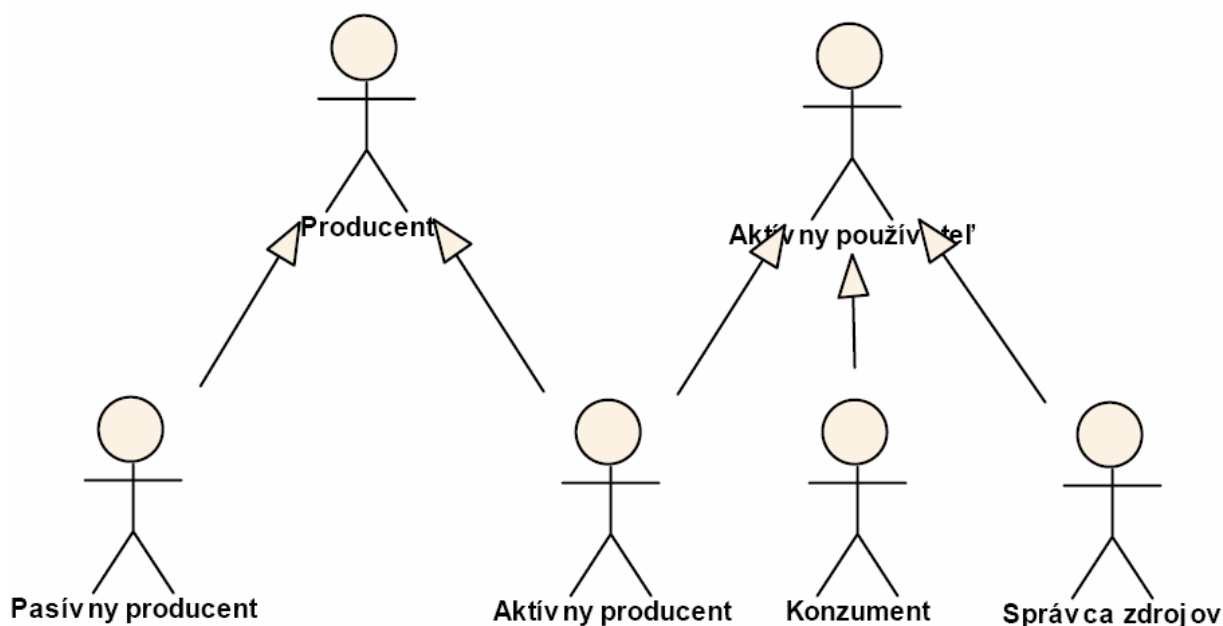 Producent
Aktívny používateľ
Pasívny producent
Aktívny producent
Konzument
Správca zdrojov